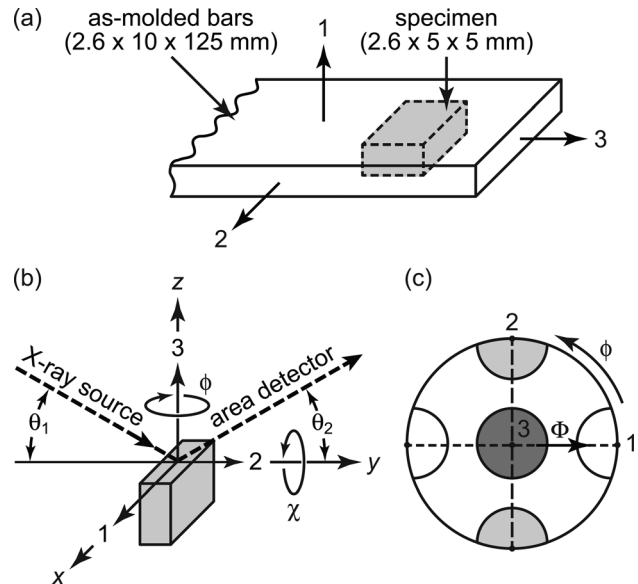 (a)
as-molded bars
(2.6 x 10 x 125 mm)
specimen
(2.6 x 5 x 5 mm)
1
2
3
(b)
z
3
ϕ
X-ray source
area detector
θ1
θ2
2
y
χ
1
x
(c)
2
ϕ
3
Φ
1